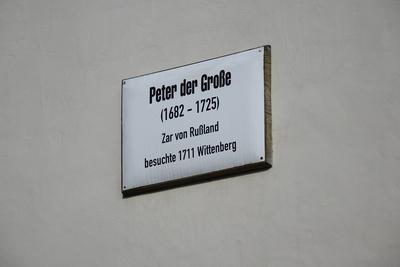 Peter der Große
(1682 - 1725)
Zar von Rußland
besuchte 1711 Wittenberg